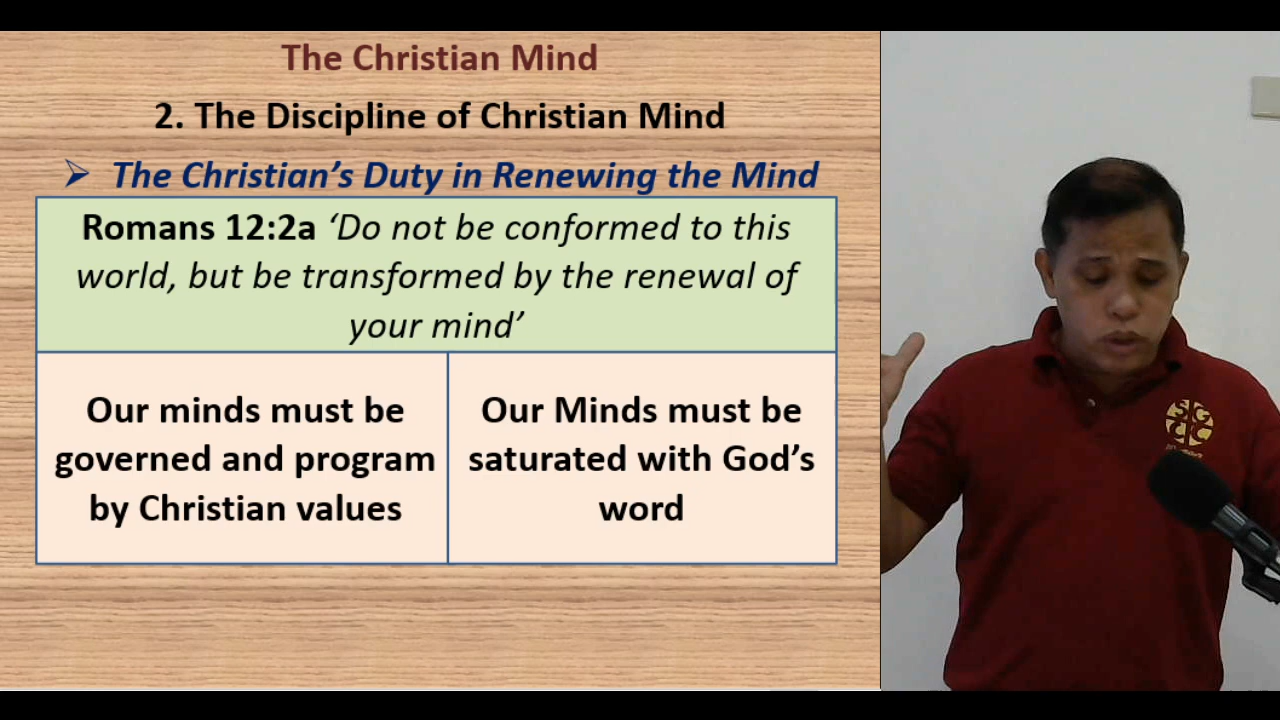 The Christian Mind
2. The Discipline of Christian Mind
➢ The Christian's Duty in Renewing the Mind
Romans 12:2a ‘Do not be conformed to this
world, but be transformed by the renewal of
your mind’
Our minds must be
governed and program
by Christian values
Our Minds must be
saturated with God’s
word